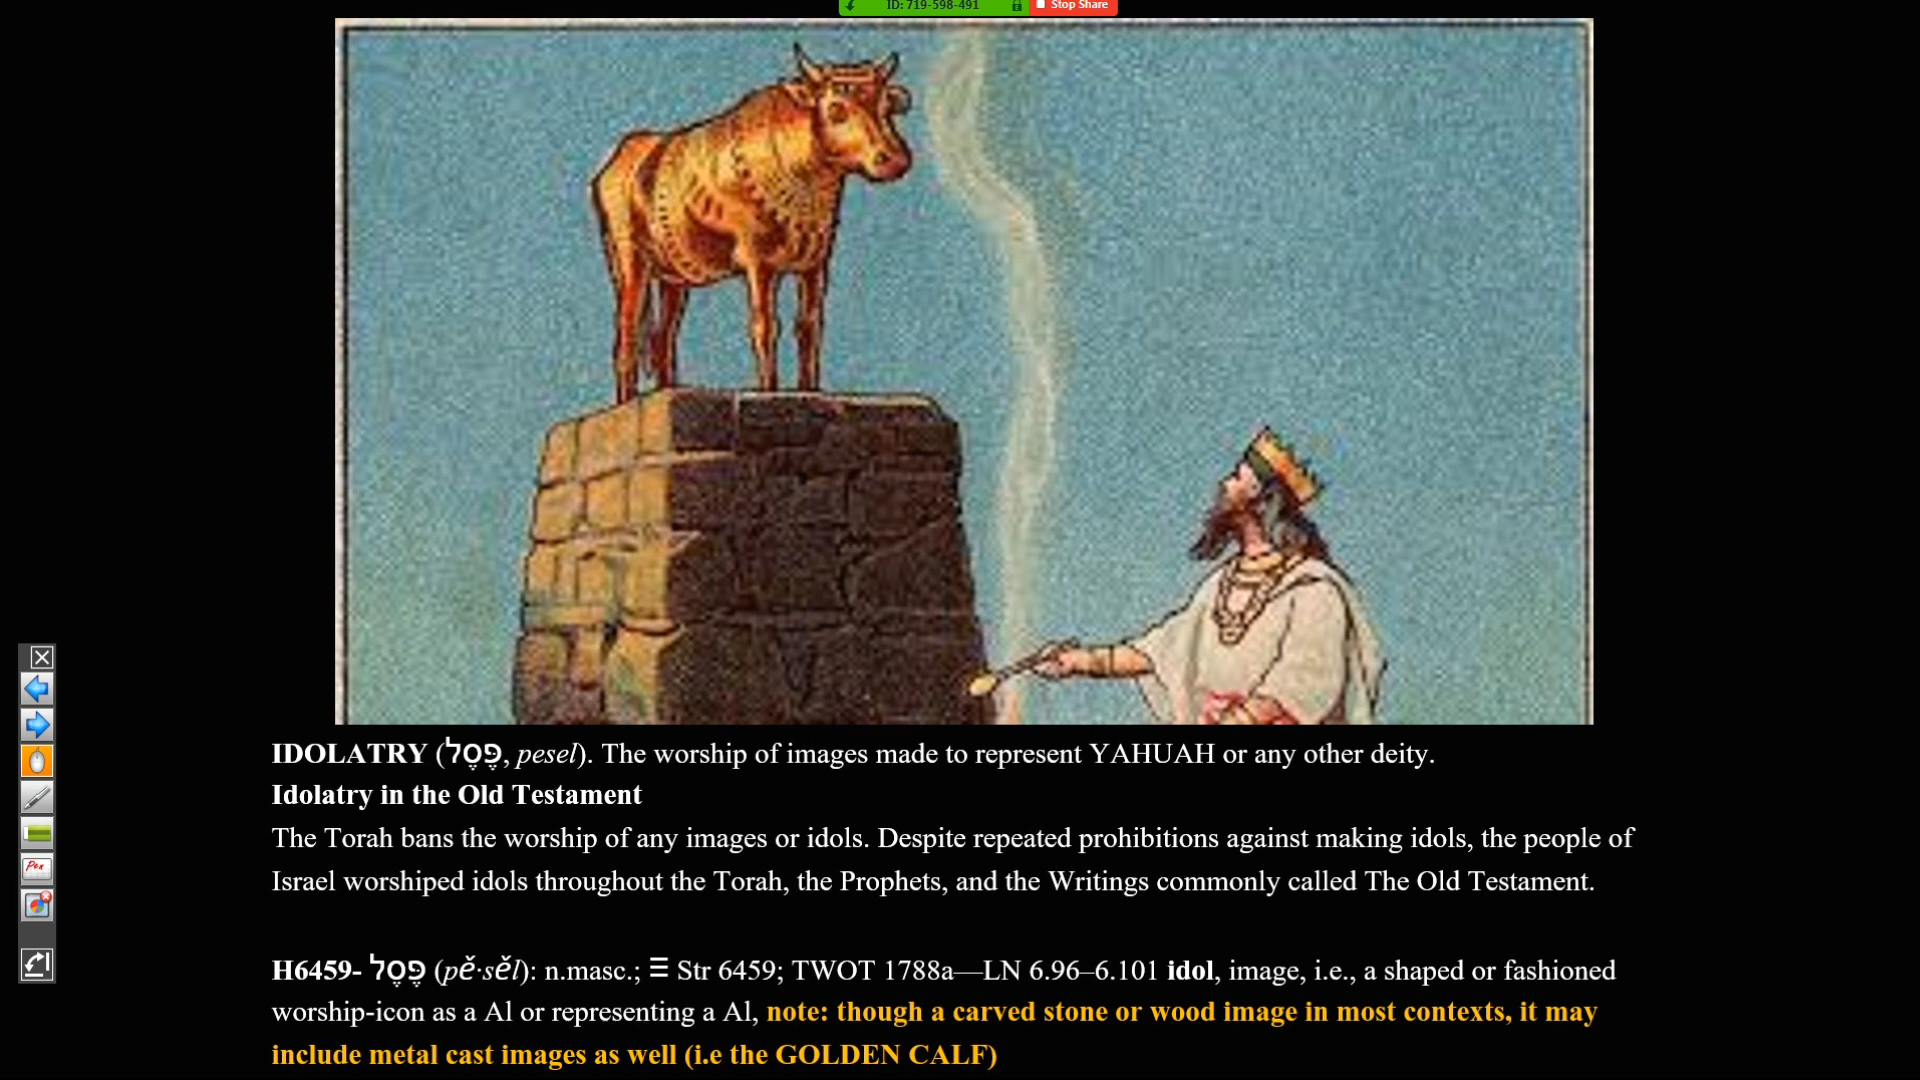 ID: 719-598-491 Stop Share
IDOLATRY (פֶּסֶל, pesel). The worship of images made to represent YAHUAH or any other deity.
Idolatry in the Old Testament
The Torah bans the worship of any images or idols. Despite repeated prohibitions against making idols, the people of
Israel worshiped idols throughout the Torah, the Prophets, and the Writings commonly called The Old Testament.
Pen
H6459- פֶּסֶל (pě·sěl): n.masc.; ≡ Str 6459; TWOT 1788a—LN 6.96–6.101 idol, image, i.e., a shaped or fashioned
worship-icon as a Al or representing a Al, note: though a carved stone or wood image in most contexts, it may
include metal cast images as well (i.e the GOLDEN CALF)